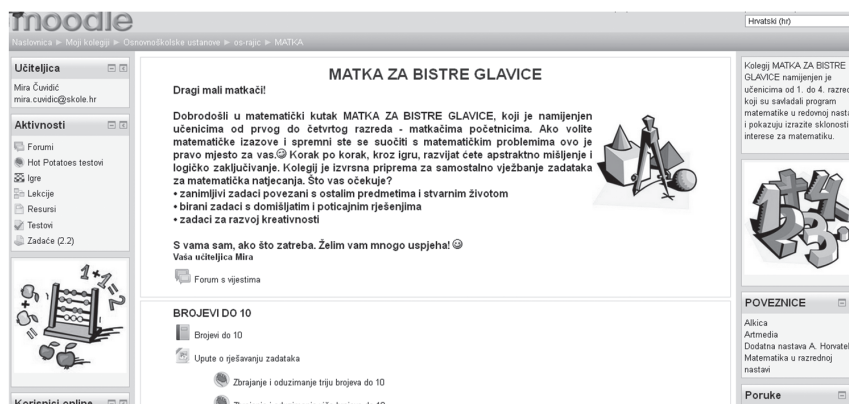 moodle
Hrvatski (hr)
Naslovnica ► Moji kolegiji ► Osnovnoškolske ustanove ► os-rajic ► MATKA
Učiteljica
Mira Čuvidić
mira.cuvidic@skole.hr
Aktivnosti
Forumi
Hot Potatoes testovi
Igre
Lekcije
Resursi
Testovi
Zadaće (2.2)
1+1=2
Korisnici online
MATKA ZA BISTRE GLAVICE
Dragi mali matkači!
Dobrodošli u matematički kutak MATKA ZA BISTRE GLAVICE, koji je namijenjen
učenicima od prvog do četvrtog razreda - matkačima početnicima. Ako volite
matematičke izazove i spremni ste se suočiti s matematičkim problemima ovo je
pravo mjesto za vas.☺ Korak po korak, kroz igru, razvijat ćete apstraktno mišljenje i
logičko zaključivanje. Kolegij je izvrsna priprema za samostalno vježbanje zadataka
za matematička natjecanja. Što vas očekuje?
• zanimljivi zadaci povezani s ostalim predmetima i stvarnim životom
• birani zadaci s domišljatim i poticajnim rješenjima
• zadaci za razvoj kreativnosti
S vama sam, ako što zatreba. Želim vam mnogo uspjeha! ☺
Vaša učiteljica Mira
Forum s vijestima
BROJEVI DO 10
Brojevi do 10
Upute o rješavanju zadataka
Zbrajanje i oduzimanje triju brojeva do 10
Kolegij MATKA ZA BISTRE
GLAVICE namijenjen je
učenicima od 1. do 4.
koji su savladali program
matematike u redovnoj
i pokazuju izrazite sklonosti
interese za matematiku.
1+4
2
3
POVEZNICE
Alkica
Artmedia
Dodatna nastava A.
Matematika u razrednoj
nastavi
Poruke